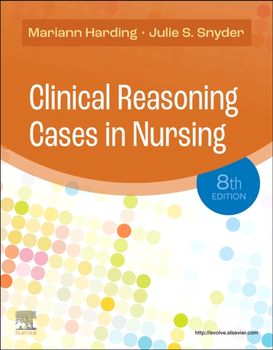 Mariann Harding • Julie S. Snyder
Clinical Reasoning
Cases in Nursing
8th
EDITION
ELSEVIER
http://evolve.elsevier.com